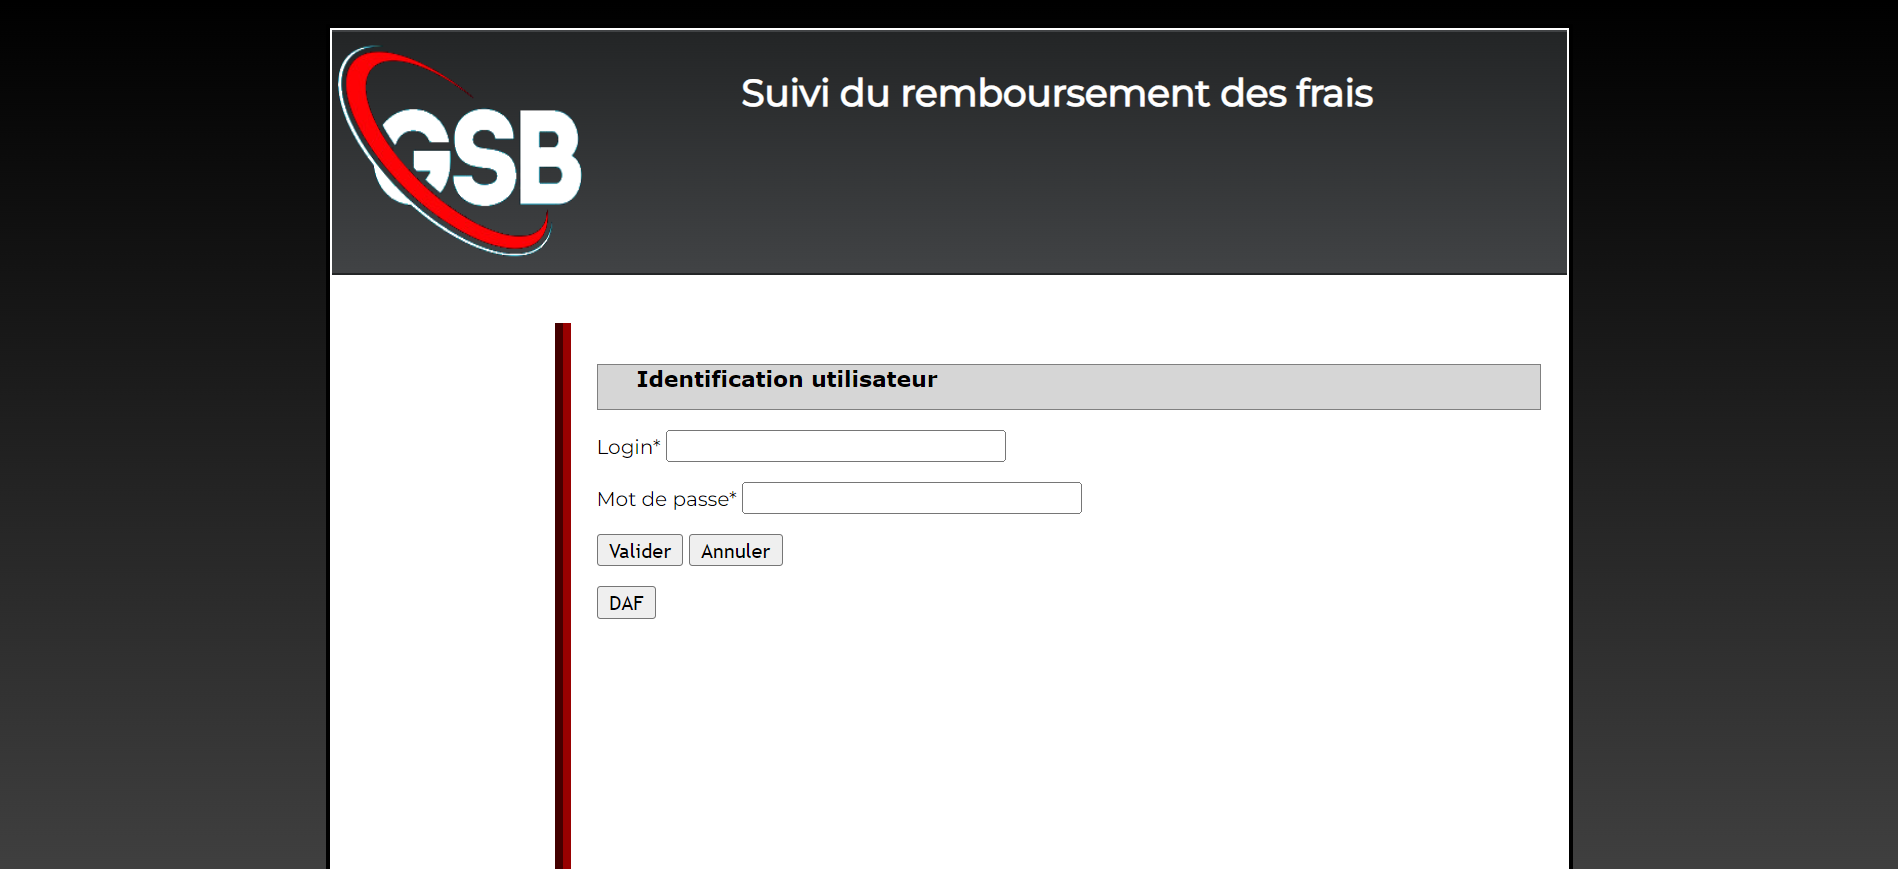 GSB
Suivi du remboursement des frais
Identification utilisateur
Login*
Mot de passe*
Valider Annuler
DAF